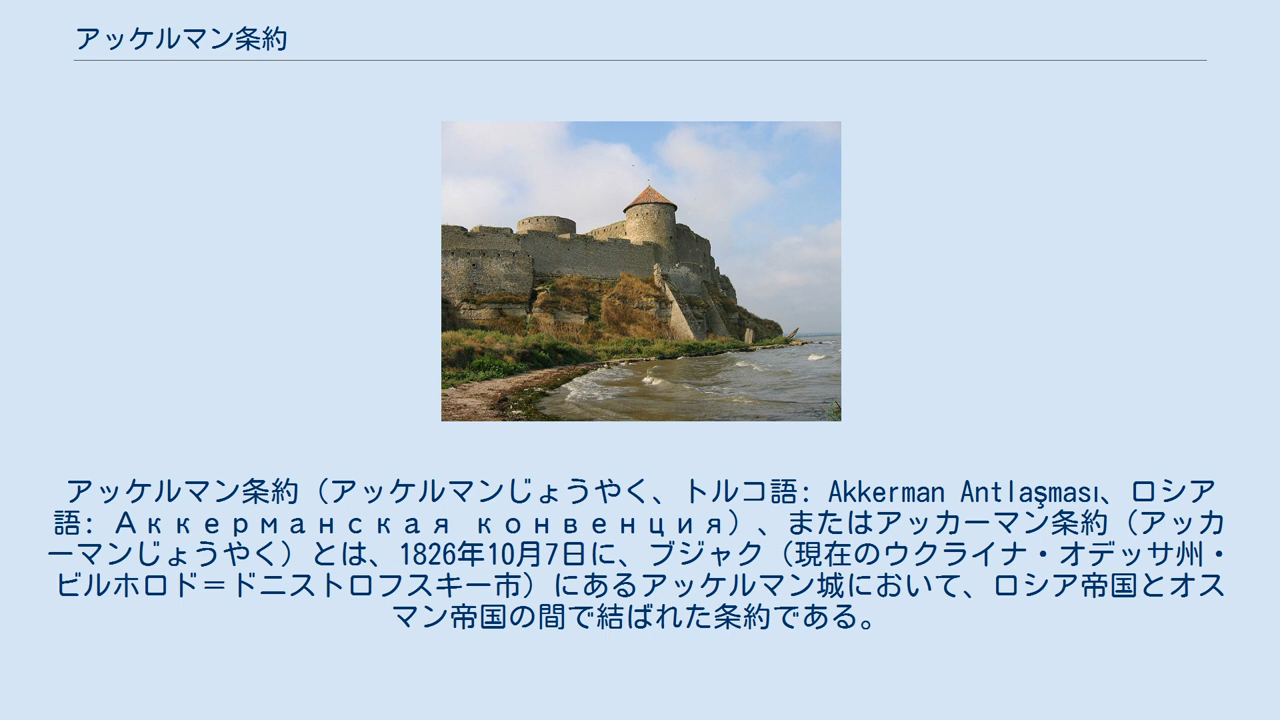 アッケルマン条約
アッケルマン条約（アッケルマンじょうやく、トルコ語: Akkerman Antlaşması、ロシア
語: Аккерманская конвенция）、またはアッカーマン条約（アッカ
ーマンじょうやく）とは、1826年10月7日に、ブジャク（現在のウクライナ・オデッサ州・
ビルホロド＝ドニストロフスキー市）にあるアッケルマン城において、ロシア帝国とオス
マン帝国の間で結ばれた条約である。